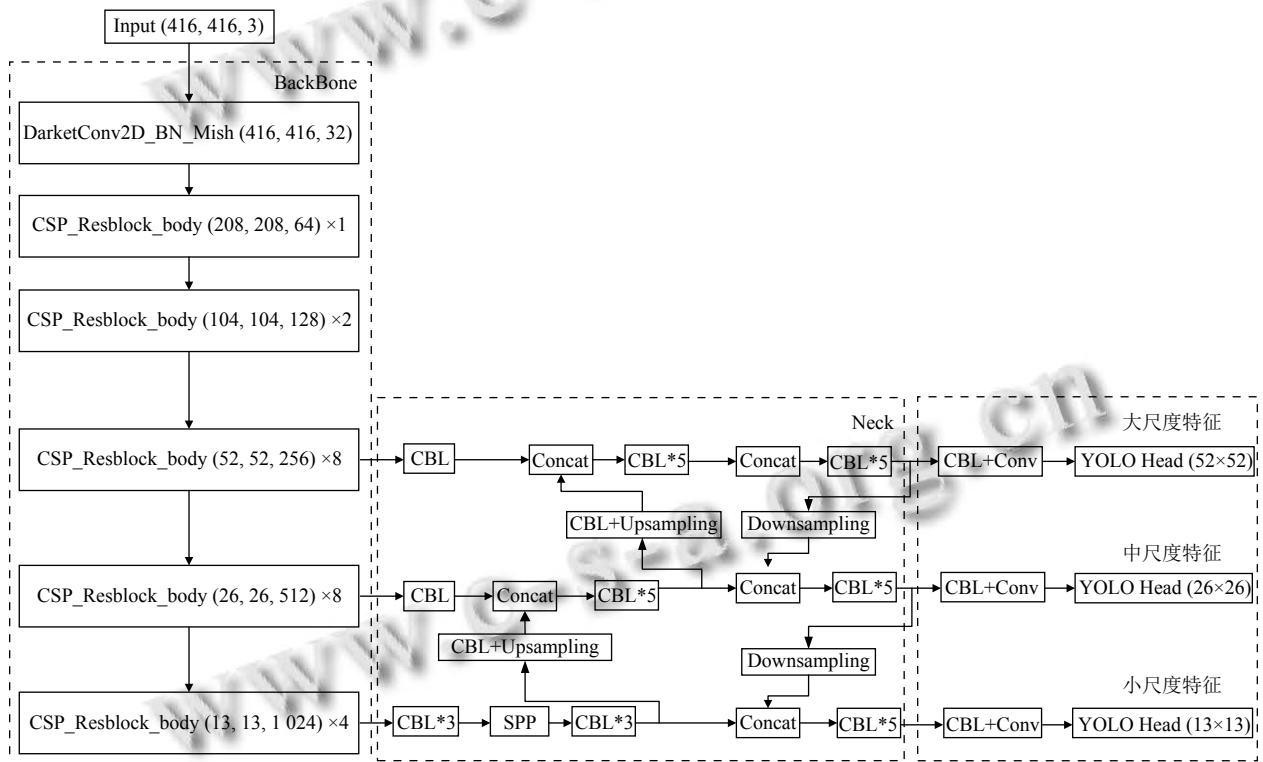 Input (416, 416, 3)
BackBone
DarketConv2D_BN_Mish (416, 416, 32)
CSP_Resblock_body (208, 208, 64) ×1
CSP_Resblock_body (104, 104, 128) ×2
CSP_Resblock_body (52, 52, 256) ×8
CSP_Resblock_body (26, 26, 512) ×8
CSP_Resblock_body (13, 13, 1 024) ×4
Neck
CBL
Concat
CBL*5
Concat
CBL*5
CBL+Upsampling
Downsampling
CBL
Concat
CBL*5
Concat
CBL*5
CBL+Upsampling
Downsampling
CBL*3
SPP
CBL*3
Concat
CBL*5
大尺度特征
CBL+Conv
YOLO Head (52×52)
中尺度特征
CBL+Conv
YOLO Head (26×26)
小尺度特征
CBL+Conv
YOLO Head (13×13)
www.c-s-a.org.cn